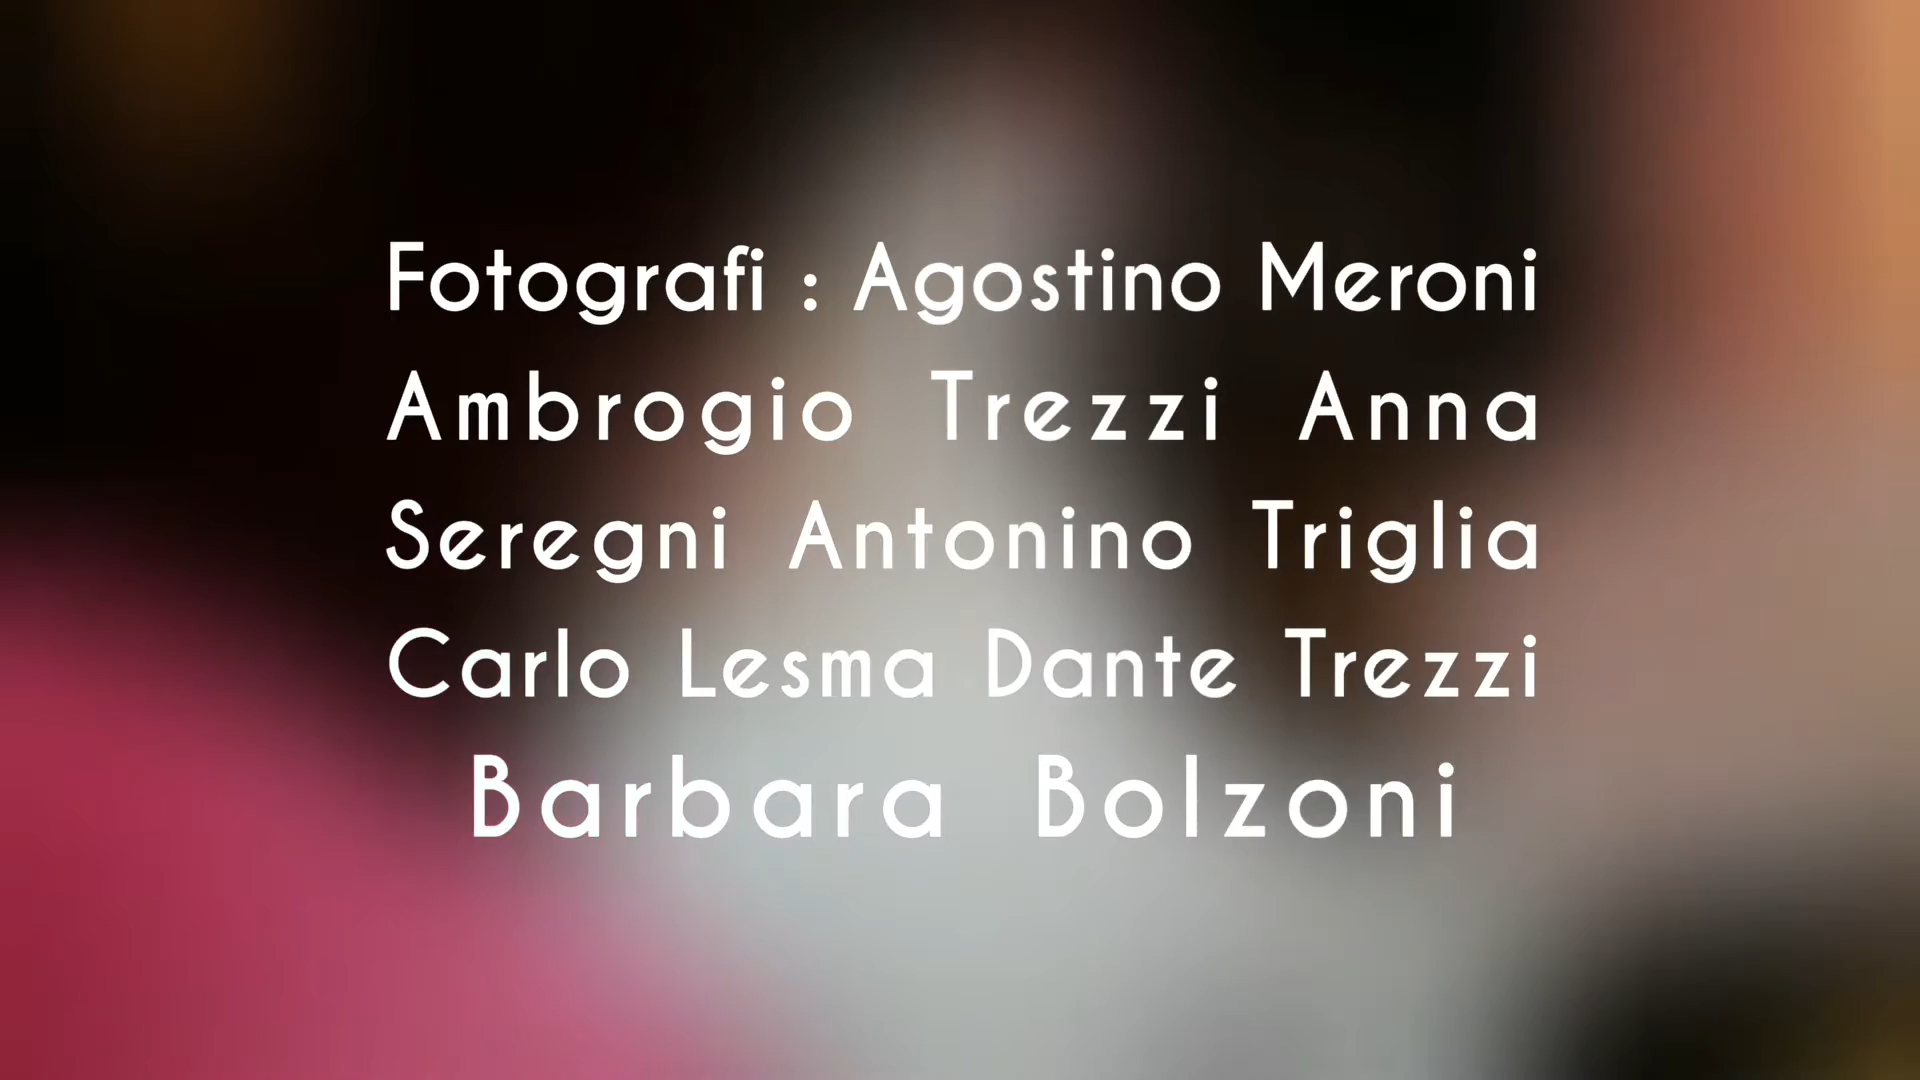 Fotografi : Agostino Meroni
Ambrogio Trezzi Anna
Seregni Antonino Triglia
Carlo Lesma Dante Trezzi
Barbara Bolzoni